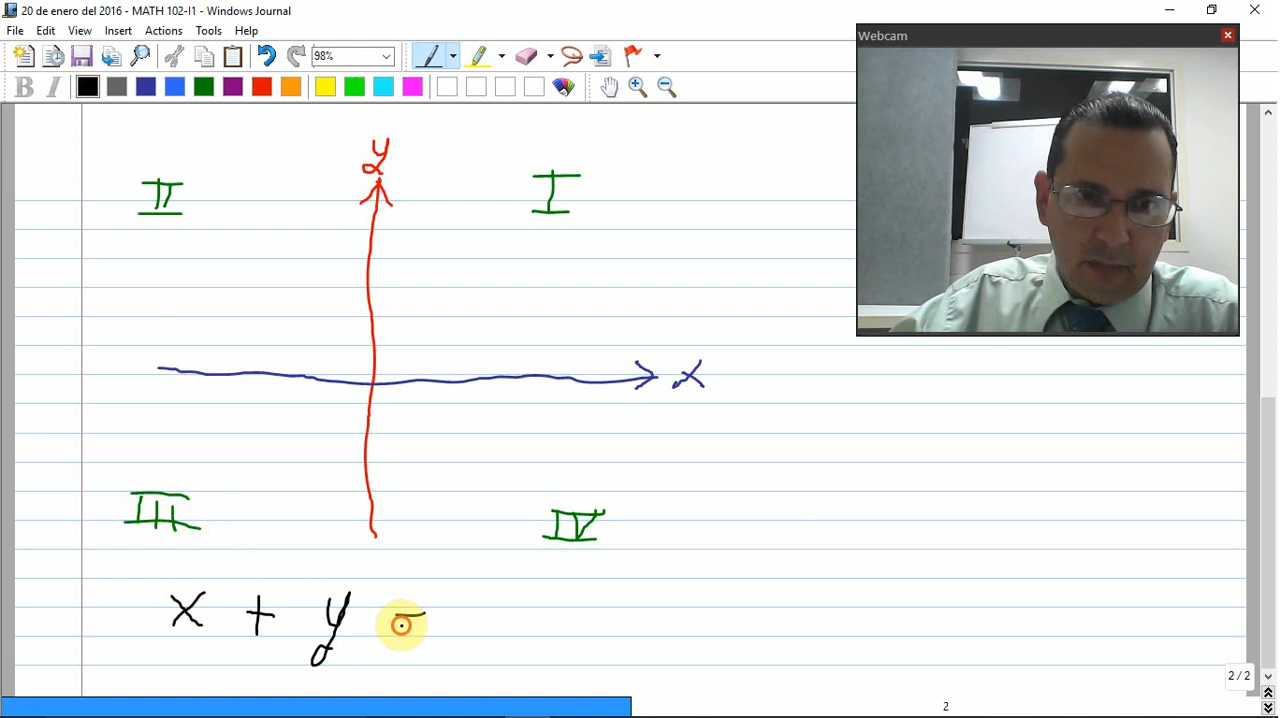 20 de enero del 2016 - MATH 102-I1 - Windows Journal
File Edit View Insert Actions Tools Help
98%
B I
Webcam
y
II I
x
III IV
x + y =
2 / 2
2